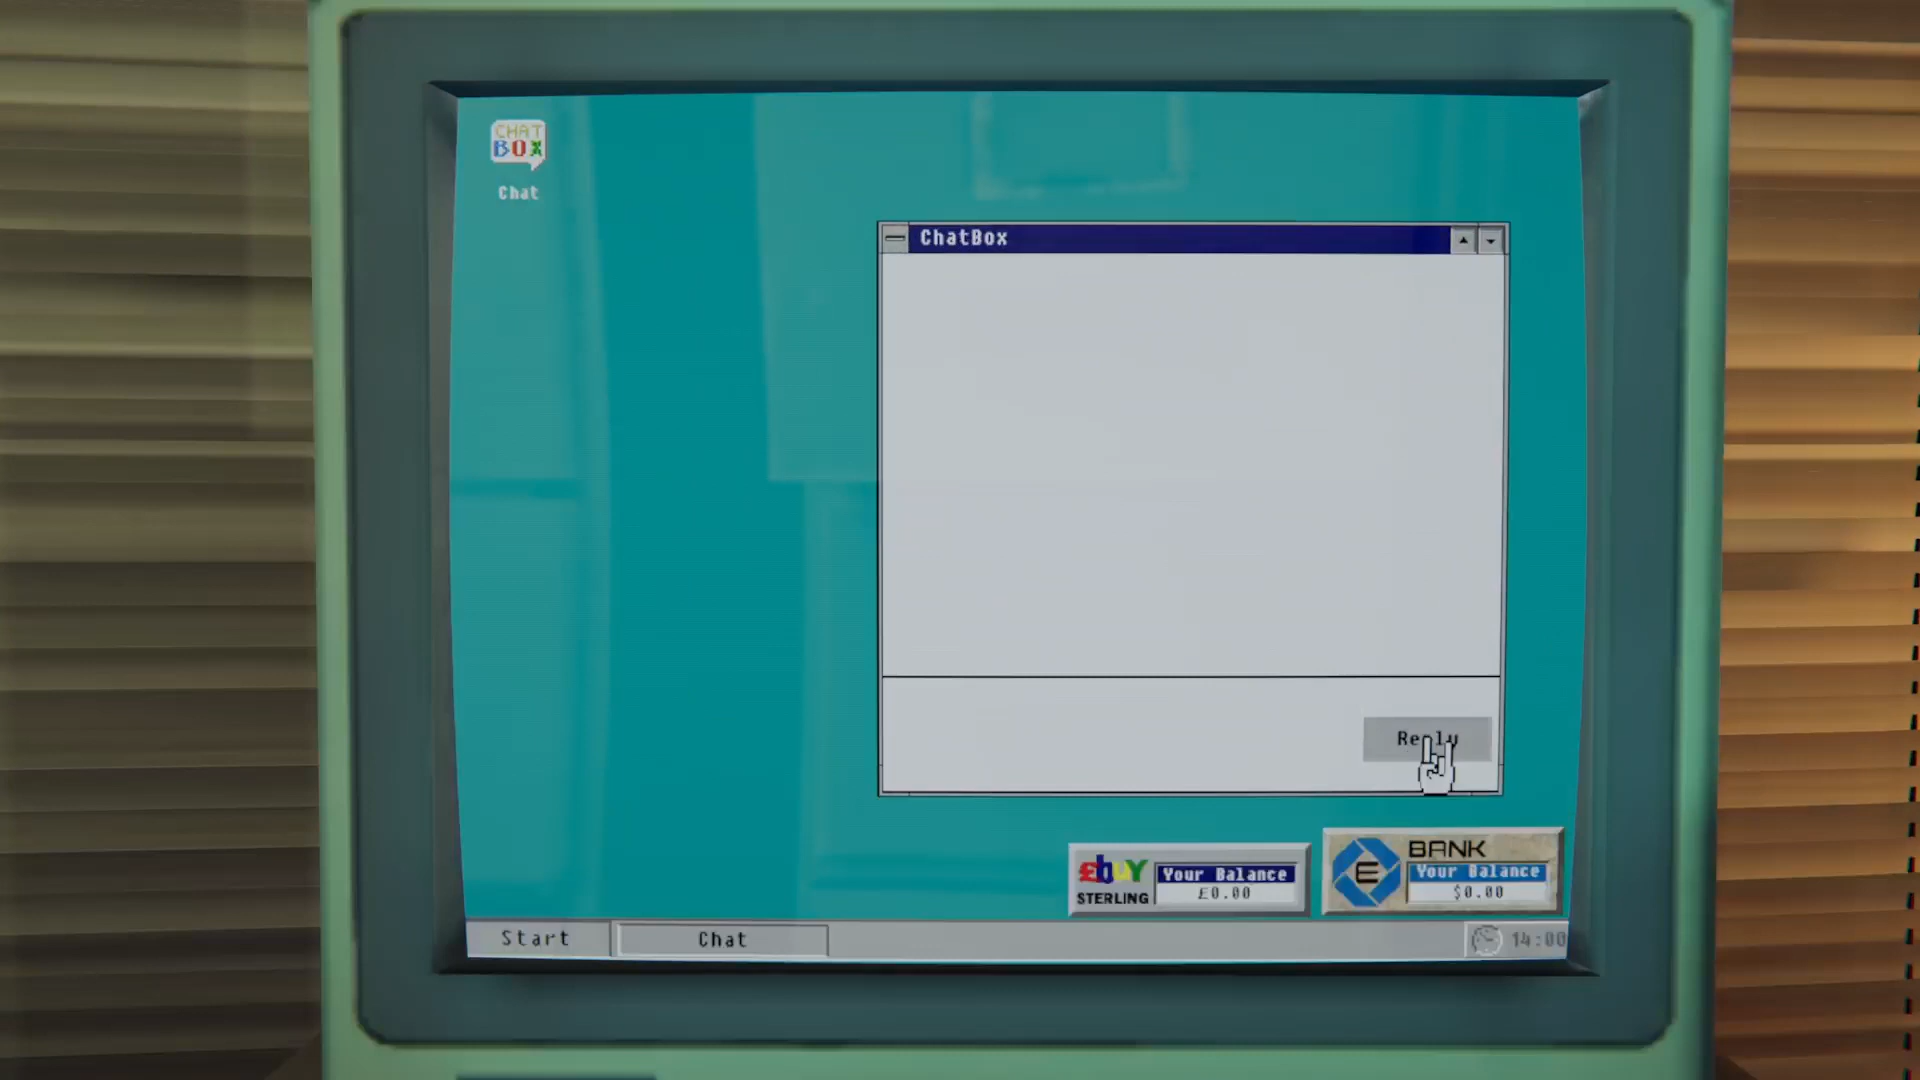 CHAT
BOX
Chat
ChatBox
Reply
ebuY
STERLING
Your Balance
£0.00
E
BANK
Your Balance
$0.00
Start
Chat
14:00